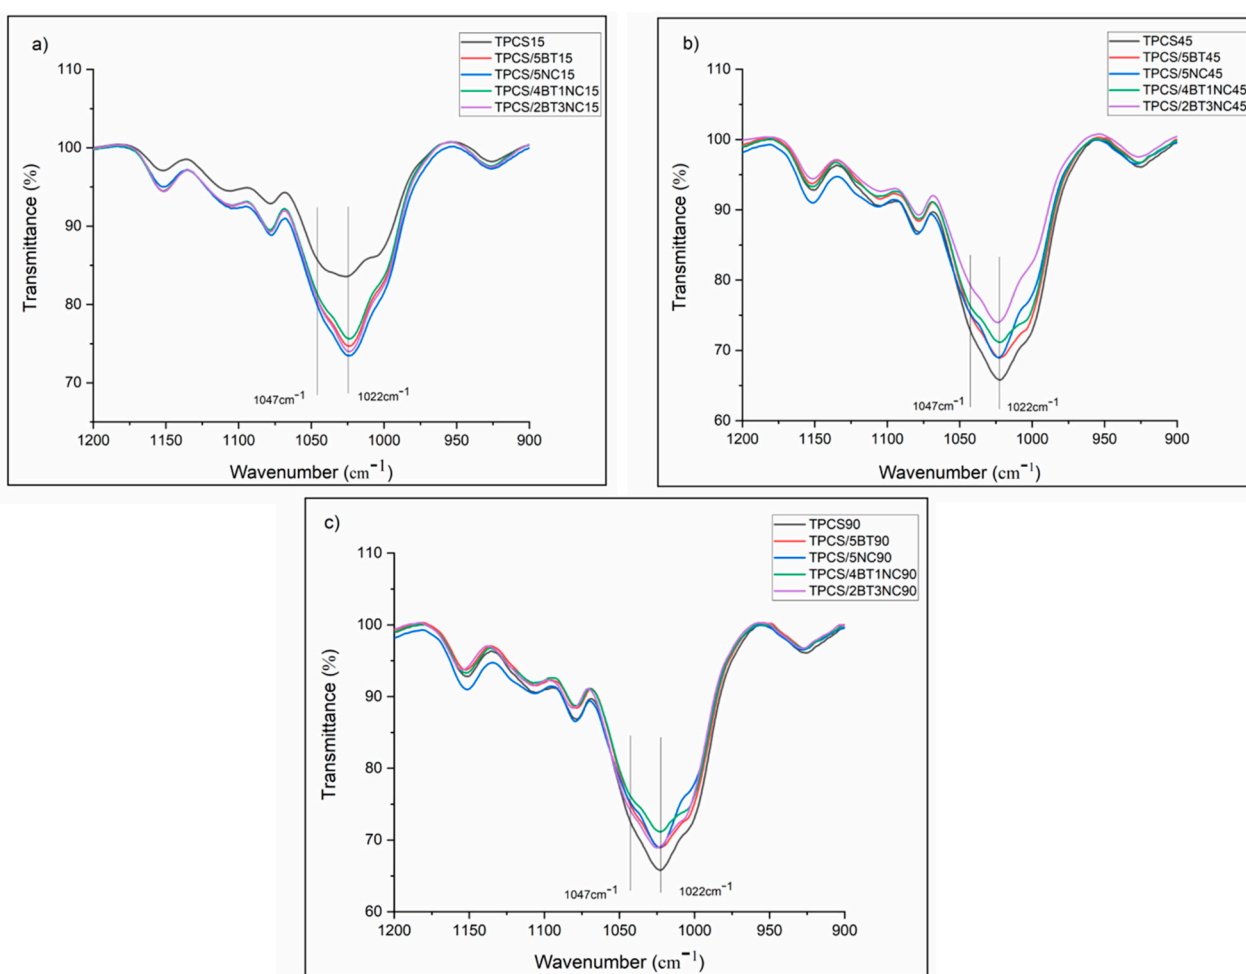 a)
TPCS15
TPCS/5BT15
TPCS/5NC15
TPCS/4BT1NC15
TPCS/2BT3NC15
110
100
90
80
70
Transmittance (%)
1047cm⁻¹
1022cm⁻¹
1200 1150 1100 1050 1000 950 900
Wavenumber (cm⁻¹)
b)
TPCS45
TPCS/5BT45
TPCS/5NC45
TPCS/4BT1NC45
TPCS/2BT3NC45
110
100
90
80
70
60
Transmittance (%)
1047cm⁻¹
1022cm⁻¹
1200 1150 1100 1050 1000 950 900
Wavenumber (cm⁻¹)
c)
TPCS90
TPCS/5BT90
TPCS/5NC90
TPCS/4BT1NC90
TPCS/2BT3NC90
110
100
90
80
70
60
Transmittance (%)
1047cm⁻¹
1022cm⁻¹
1200 1150 1100 1050 1000 950 900
Wavenumber (cm⁻¹)